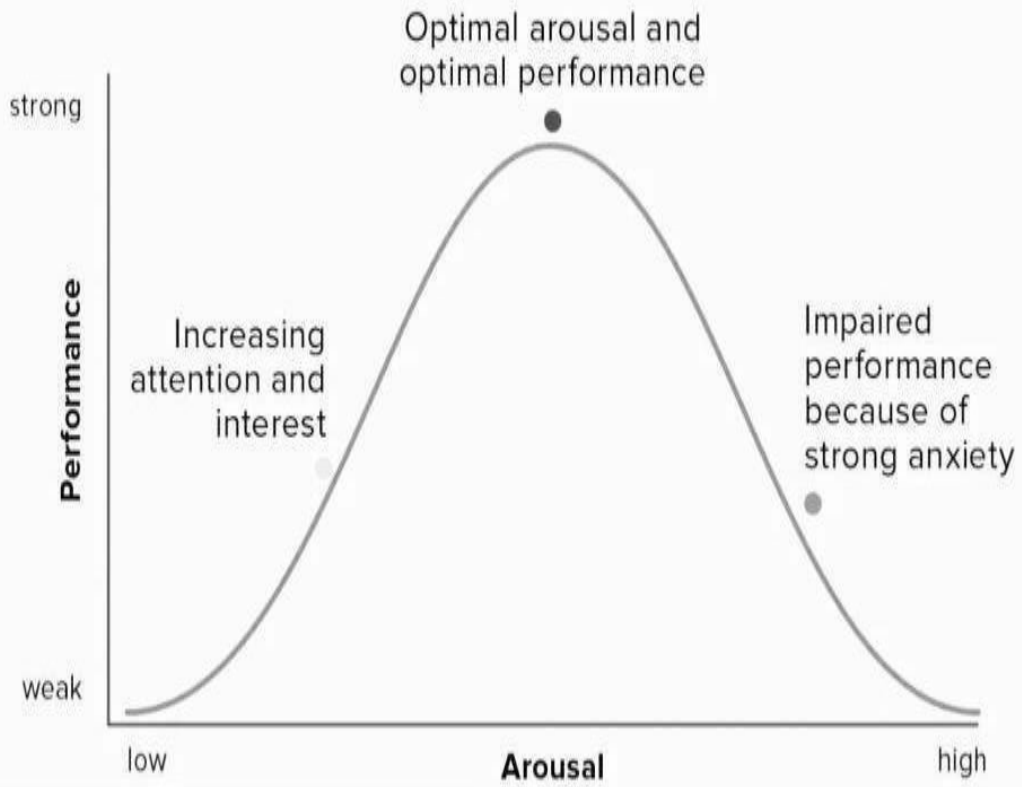 Optimal arousal and
optimal performance
strong
Performance
Increasing
attention and
interest
Impaired
performance
because of
strong anxiety
weak
low
Arousal
high